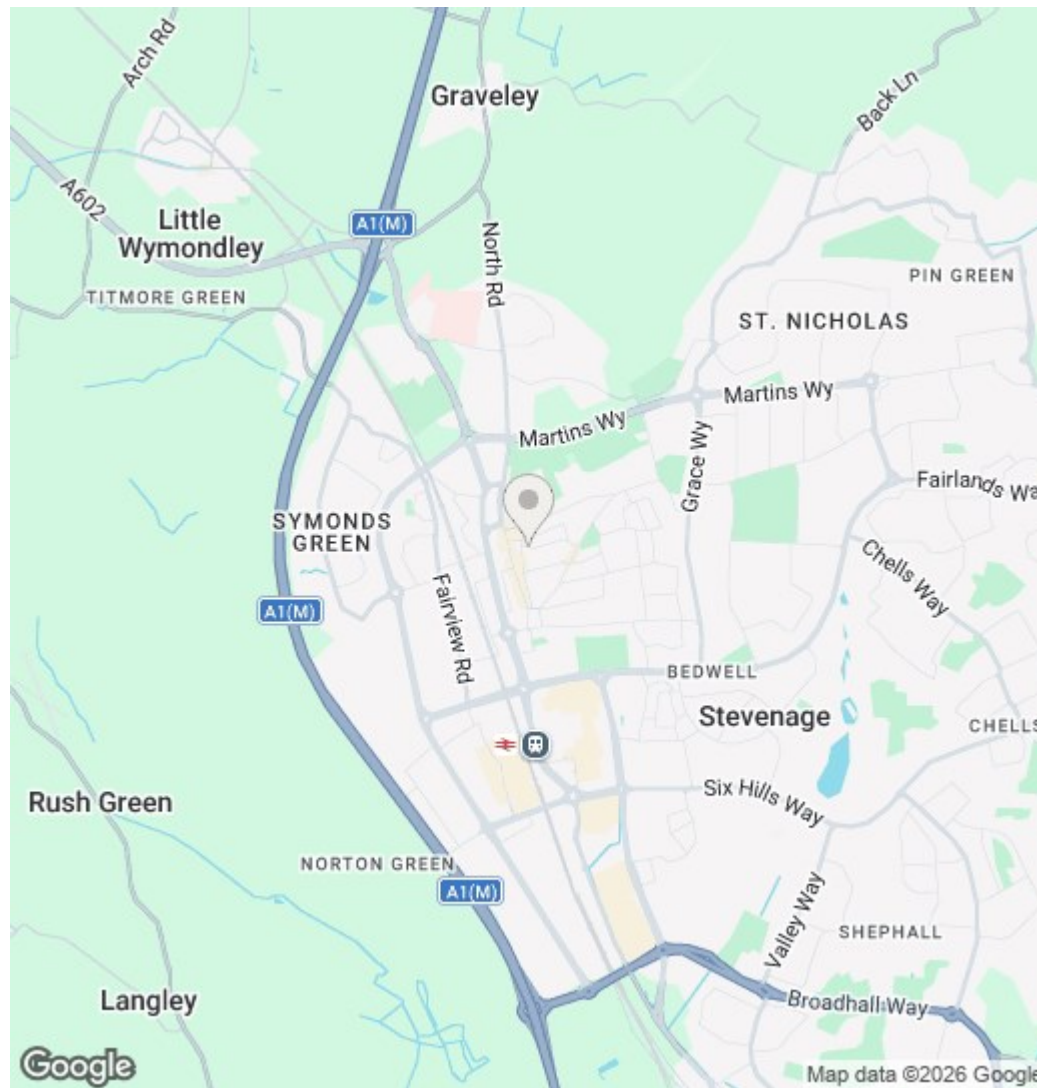 Arch Rd
Graveley
Back Ln
A602
Little
Wymondley
A1(M)
North Rd
PIN GREEN
TITMORE GREEN
ST. NICHOLAS
Martins Wy
Martins Wy
Grace Wy
Fairlands Wa
SYMONDS
GREEN
Chells Way
A1(M)
Fairview Rd
BEDWELL
Stevenage
CHELLS
Six Hills Way
Rush Green
NORTON GREEN
A1(M)
Valley Way
SHEPHALL
Langley
Broadhall Way
Google
Map data ©2026 Google